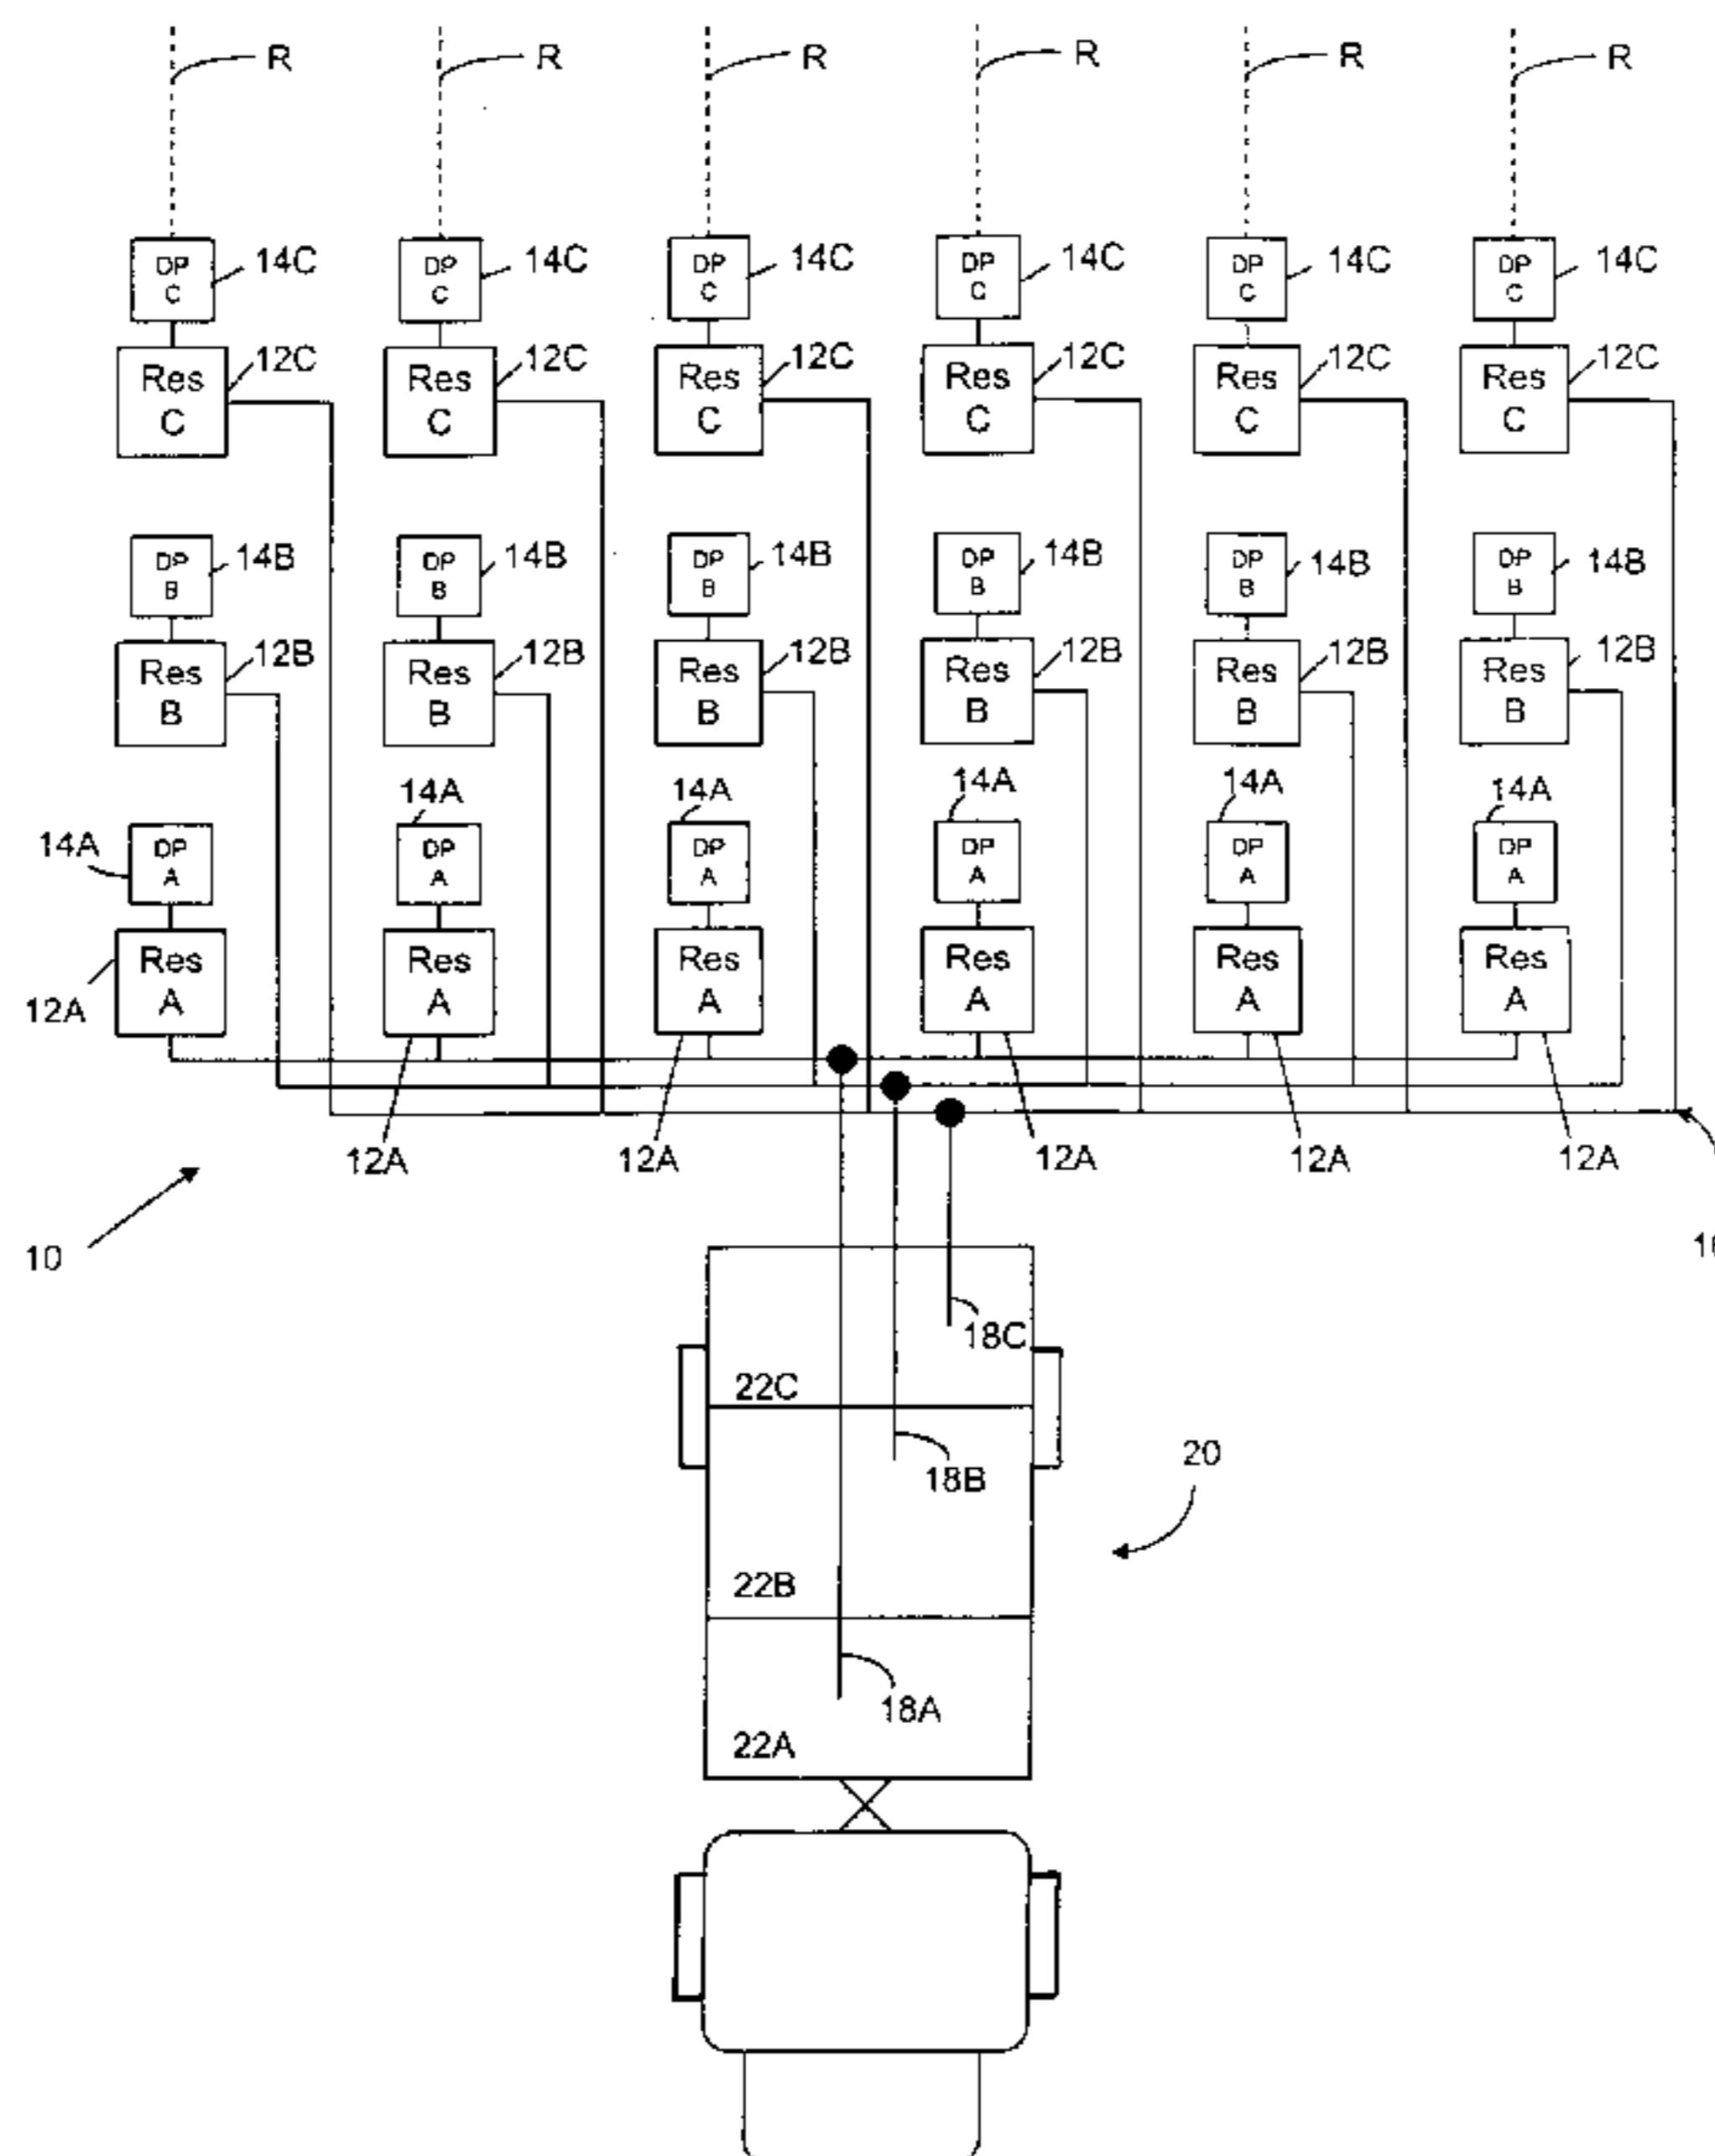 R R R R R R
DP C 14C DP C 14C DP C 14C DP C 14C DP C 14C DP C 14C
Res C 12C Res C 12C Res C 12C Res C 12C Res C 12C Res C 12C
DP B 14B DP B 14B DP B 14B DP B 14B DP B 14B DP B 14B
Res B 12B Res B 12B Res B 12B Res B 12B Res B 12B Res B 12B
14A 14A 14A 14A 14A
14A DP A DP A DP A DP A DP A DP A
Res A Res A Res A Res A Res A Res A
12A
12A 12A 12A 12A 12A
10
18C
22C
20
18B
22B
18A
22A